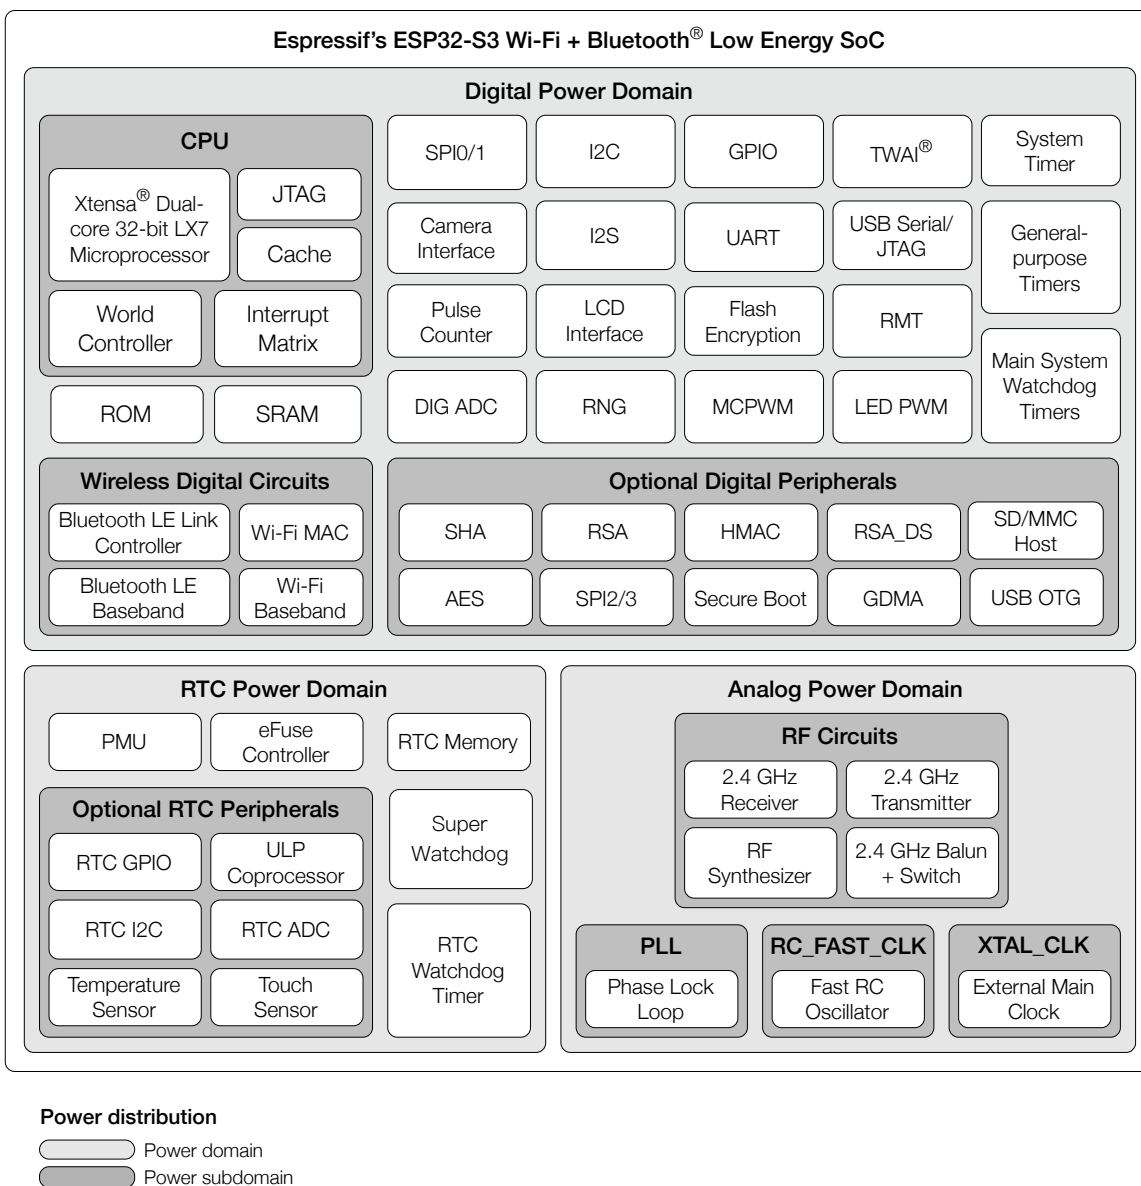 Espressif's ESP32-S3 Wi-Fi + Bluetooth® Low Energy SoC
Digital Power Domain
CPU
Xtensa® Dual-
core 32-bit LX7
Microprocessor
JTAG
Cache
World
Controller
Interrupt
Matrix
ROM
SRAM
SPI0/1
I2C
GPIO
TWAI®
System
Timer
Camera
Interface
I2S
UART
USB Serial/
JTAG
General-
purpose
Timers
Pulse
Counter
LCD
Interface
Flash
Encryption
RMT
Main System
Watchdog
Timers
DIG ADC
RNG
MCPWM
LED PWM
Wireless Digital Circuits
Bluetooth LE Link
Controller
Wi-Fi MAC
Bluetooth LE
Baseband
Wi-Fi
Baseband
Optional Digital Peripherals
SHA
RSA
HMAC
RSA_DS
SD/MMC
Host
AES
SPI2/3
Secure Boot
GDMA
USB OTG
RTC Power Domain
PMU
eFuse
Controller
RTC Memory
Optional RTC Peripherals
RTC GPIO
ULP
Coprocessor
RTC I2C
RTC ADC
Temperature
Sensor
Touch
Sensor
Super
Watchdog
RTC
Watchdog
Timer
Analog Power Domain
RF Circuits
2.4 GHz
Receiver
2.4 GHz
Transmitter
RF
Synthesizer
2.4 GHz Balun
+ Switch
PLL
Phase Lock
Loop
RC_FAST_CLK
Fast RC
Oscillator
XTAL_CLK
External Main
Clock
Power distribution
Power domain
Power subdomain